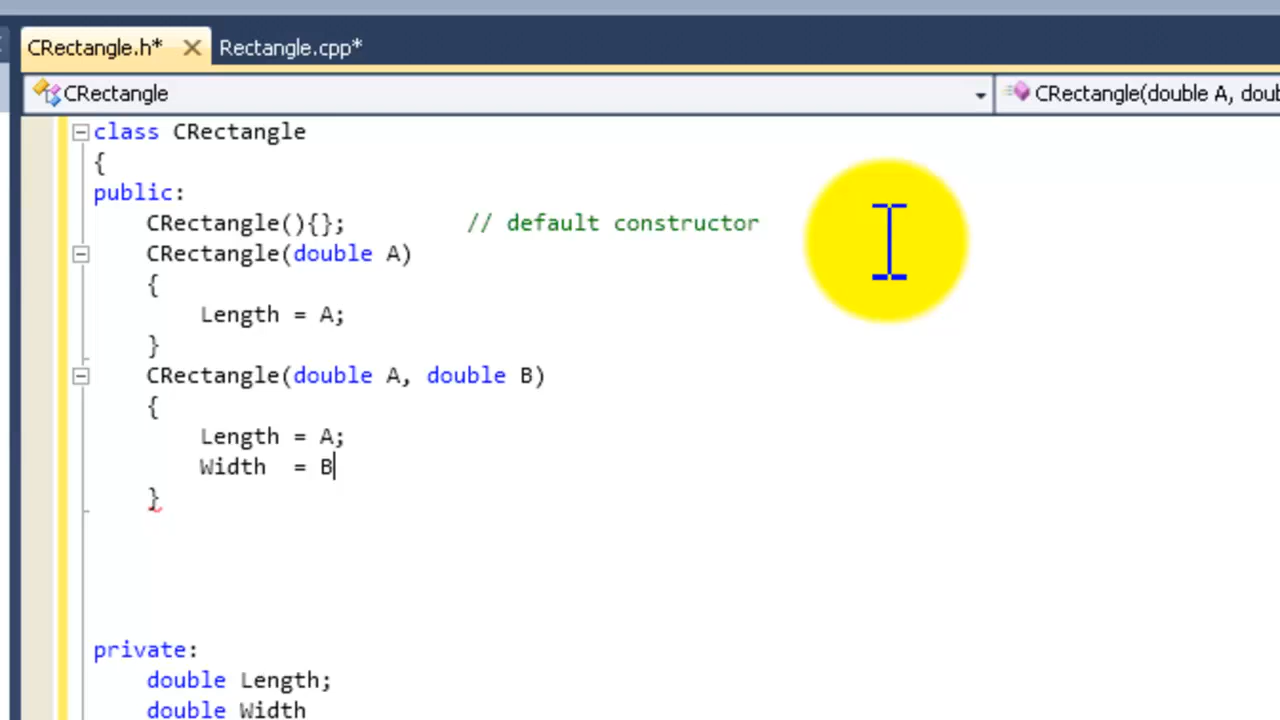 CRectangle.h* Rectangle.cpp*
CRectangle CRectangle(double A, doub
class CRectangle
{
public:
    CRectangle(){}; // default constructor
    CRectangle(double A)
    {
        Length = A;
    }
    CRectangle(double A, double B)
    {
        Length = A;
        Width  = B
    }
private:
    double Length;
    double Width